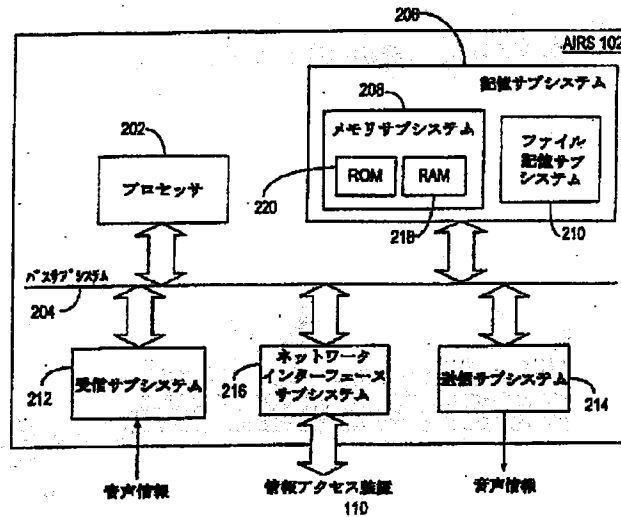 206
AIRS 102
記憶サブシステム
208
メモリサブシステム
ファイル
記憶サブ
システム
ROM
RAM
220
218
210
202
プロセッサ
バスサブシステム
204
受信サブシステム
212
ネットワーク
インターフェース
サブシステム
216
送信サブシステム
214
音声情報
情報アクセス装置
110
音声情報